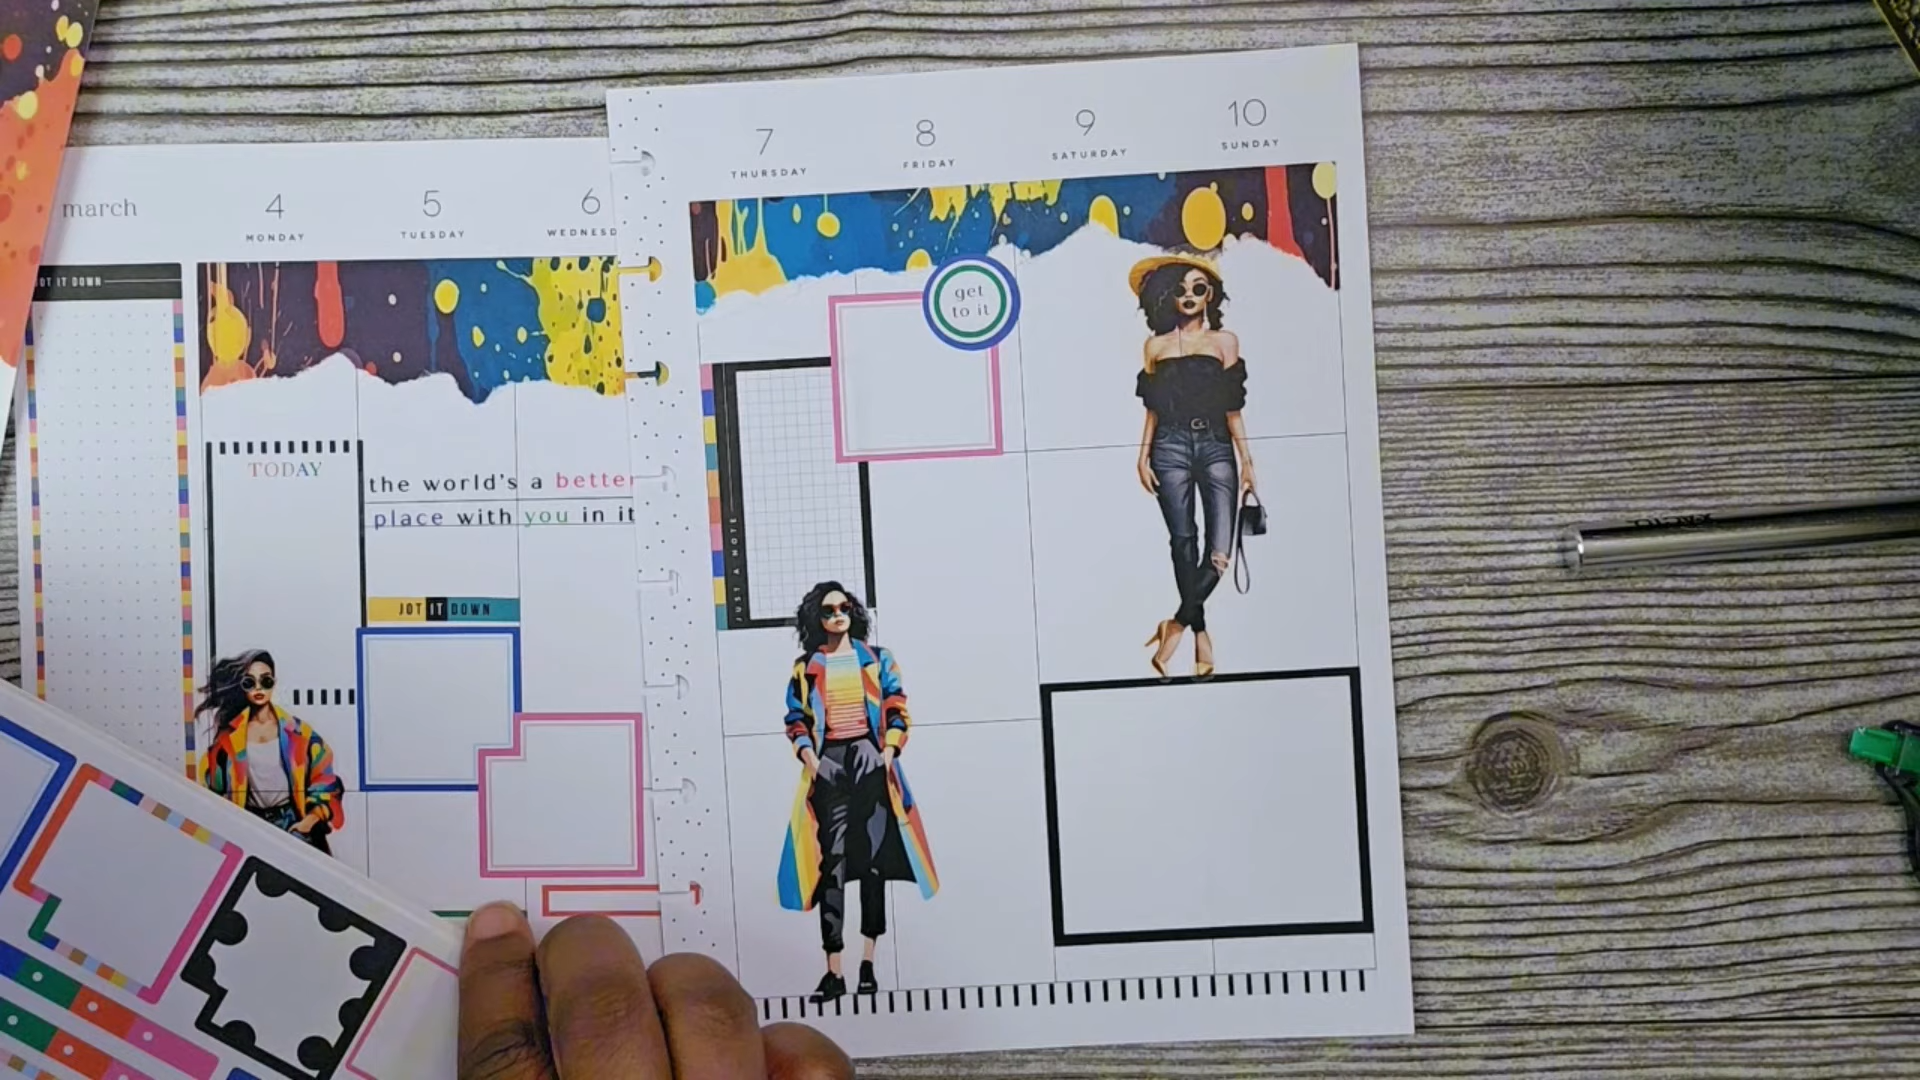 march
4
MONDAY
5
TUESDAY
6
WEDNESD
7
THURSDAY
8
FRIDAY
9
SATURDAY
10
SUNDAY
JOT IT DOWN
TODAY
the world's a better
place with you in it
JOT IT DOWN
get
to it
JUST A NOTE